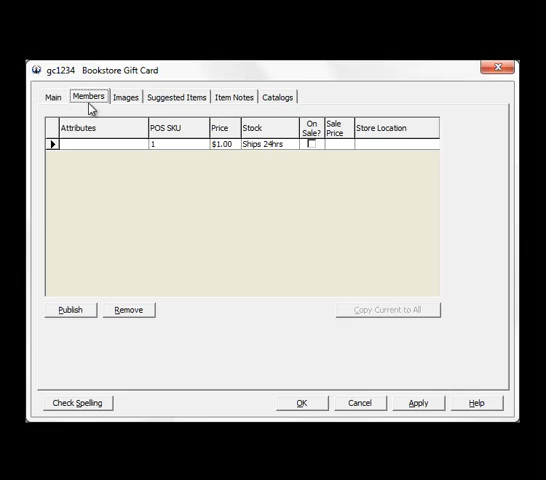 gc1234 Bookstore Gift Card
Main Members Images Suggested Items Item Notes Catalogs
Attributes POS SKU Price Stock On Sale? Sale Price Store Location
1 $1.00 Ships 24hrs
Publish Remove Copy Current to All
Check Spelling OK Cancel Apply Help